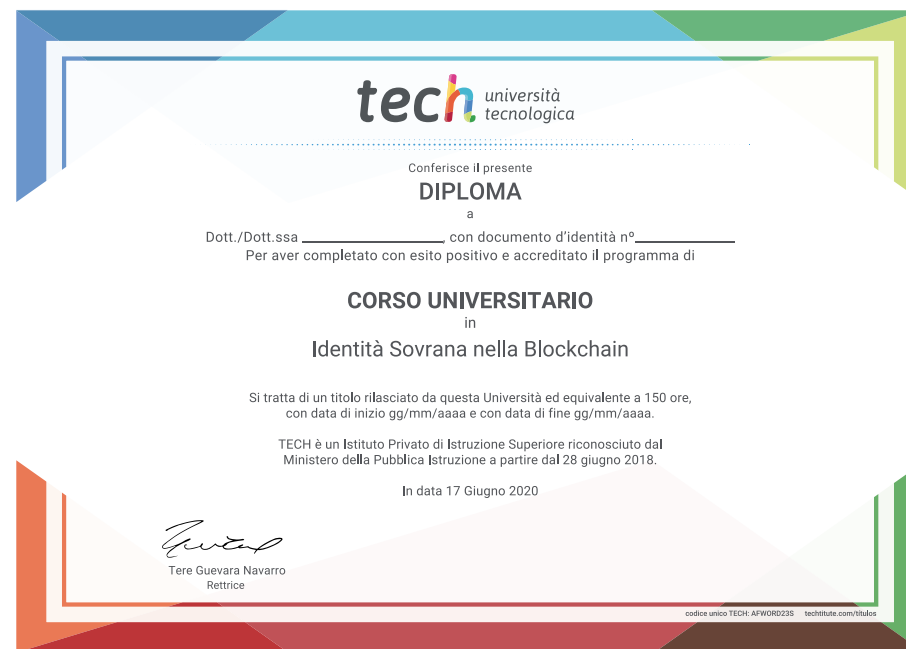 tech università
tecnologica
Conferisce il presente
DIPLOMA
a
Dott./Dott.ssa ________________, con documento d'identità nº____________
Per aver completato con esito positivo e accreditato il programma di
CORSO UNIVERSITARIO
in
Identità Sovrana nella Blockchain
Si tratta di un titolo rilasciato da questa Università ed equivalente a 150 ore,
con data di inizio gg/mm/aaaa e con data di fine gg/mm/aaaa.
TECH è un Istituto Privato di Istruzione Superiore riconosciuto dal
Ministero della Pubblica Istruzione a partire dal 28 giugno 2018.
In data 17 Giugno 2020
Tere Guevara Navarro
Rettrice
codice unico TECH: AFWORD23S techtitute.com/titulos